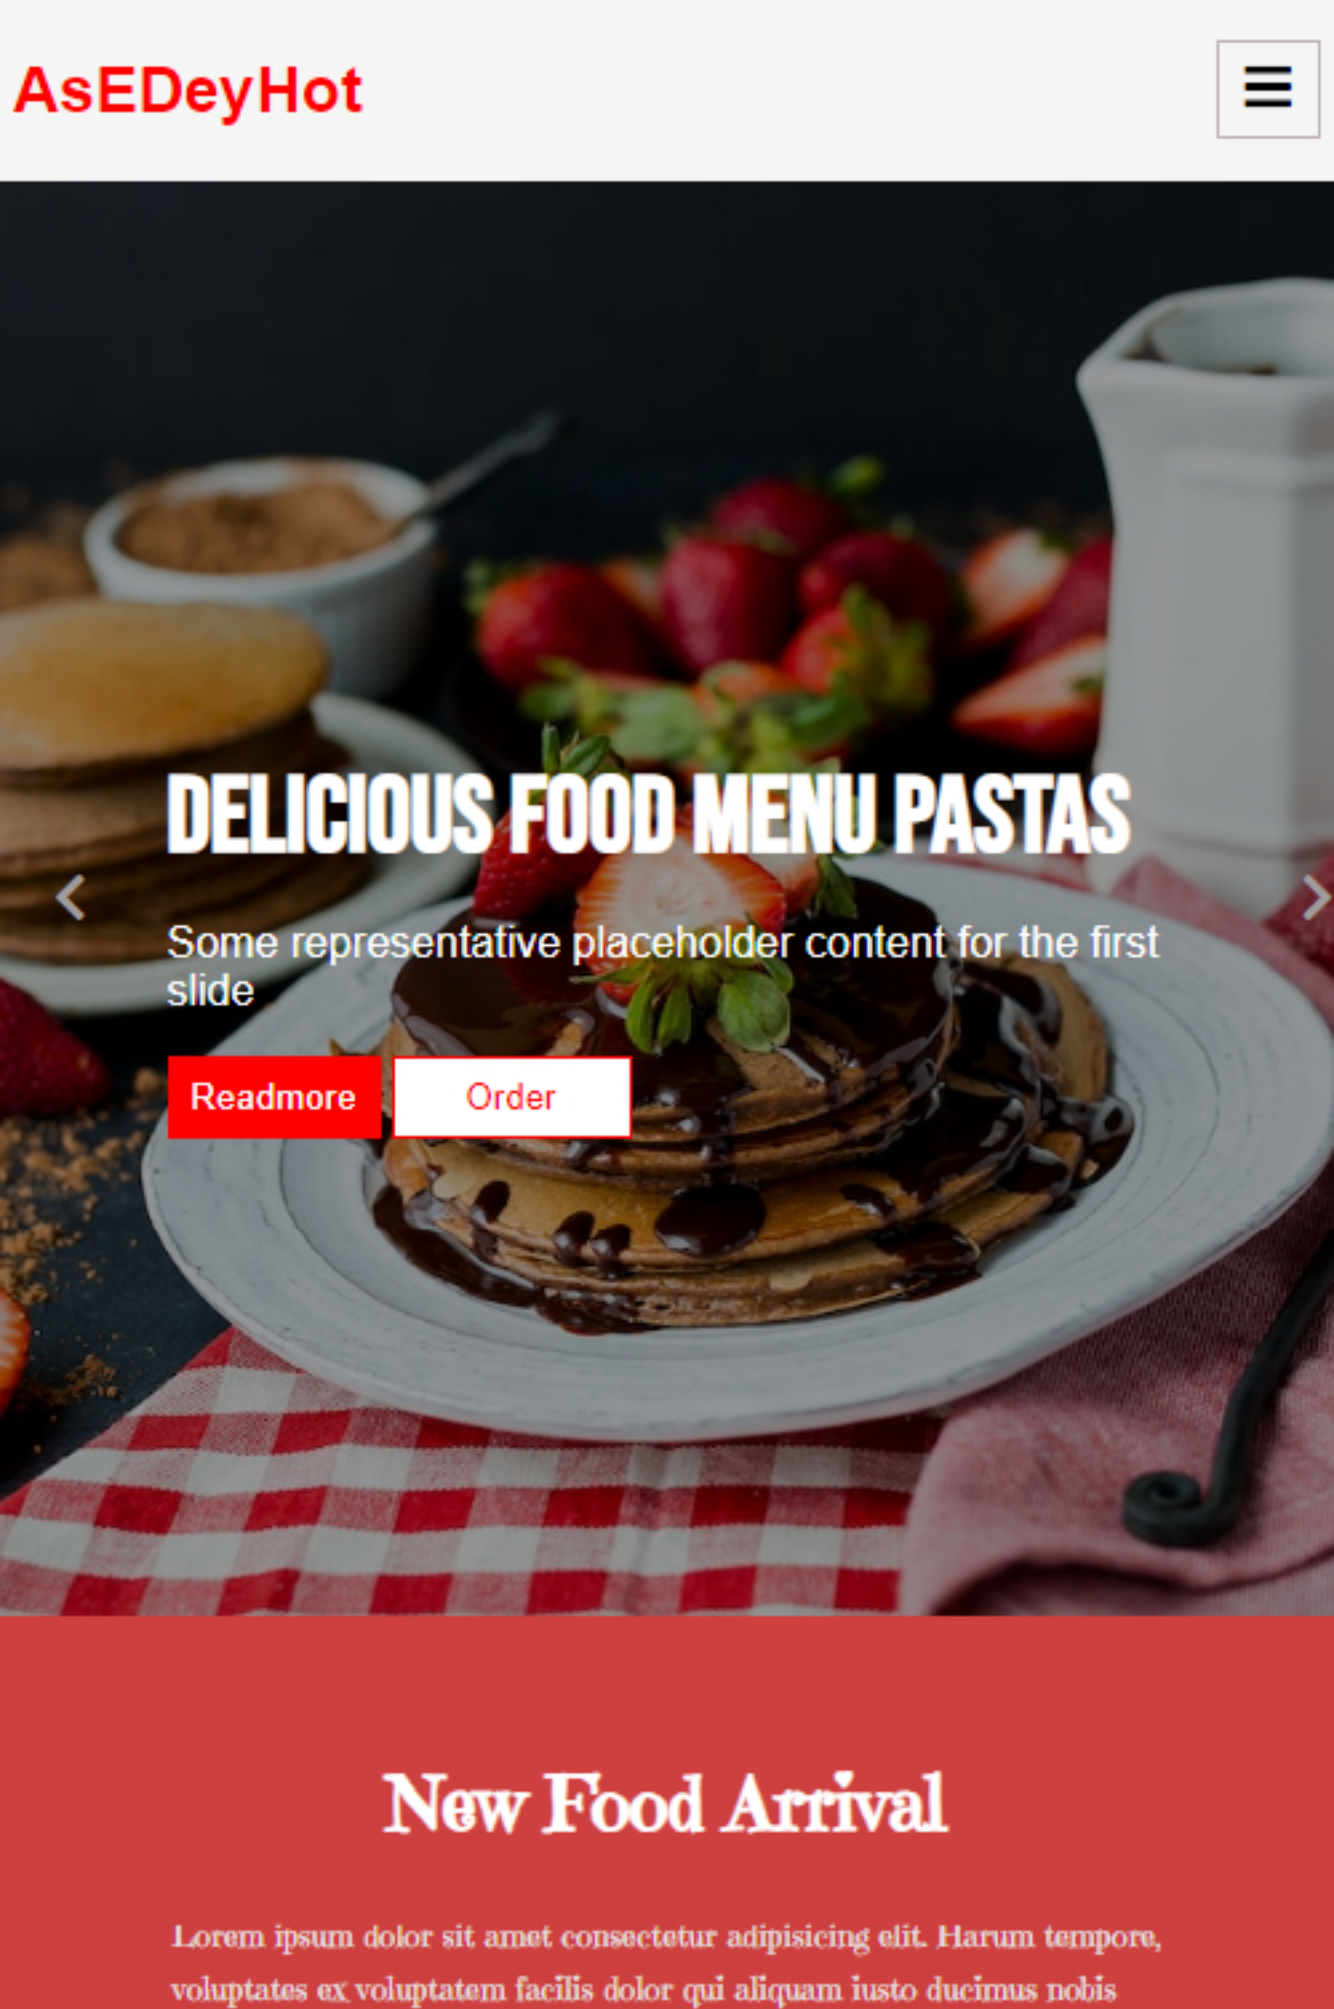 AsEDeyHot
DELICIOUS FOOD MENU PASTAS
Some representative placeholder content for the first
slide
Readmore
Order
New Food Arrival
Lorem ipsum dolor sit amet consectetur adipisicing elit. Harum tempore,
voluptates ex voluptatem facilis dolor qui aliquam iusto ducimus nobis